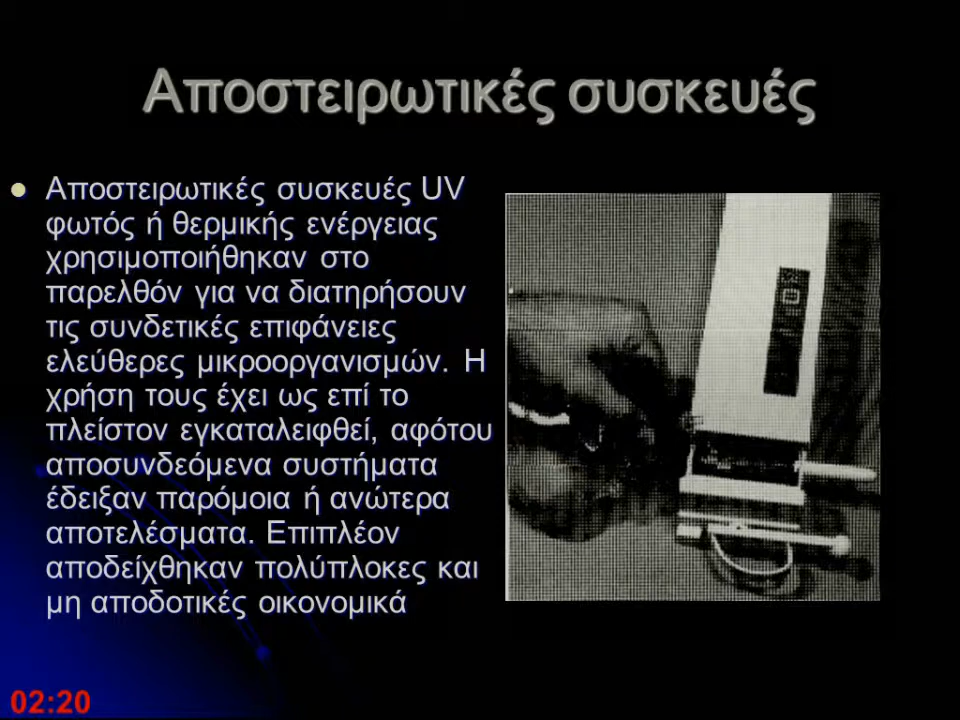 Αποστειρωτικές συσκευές
Αποστειρωτικές συσκευές UV
φωτός ή θερμικής ενέργειας
χρησιμοποιήθηκαν στο
παρελθόν για να διατηρήσουν
τις συνδετικές επιφάνειες
ελεύθερες μικροοργανισμών. Η
χρήση τους έχει ως επί το
πλείστον εγκαταλειφθεί, αφότου
αποσυνδεόμενα συστήματα
έδειξαν παρόμοια ή ανώτερα
αποτελέσματα. Επιπλέον
αποδείχθηκαν πολύπλοκες και
μη αποδοτικές οικονομικά
02:20